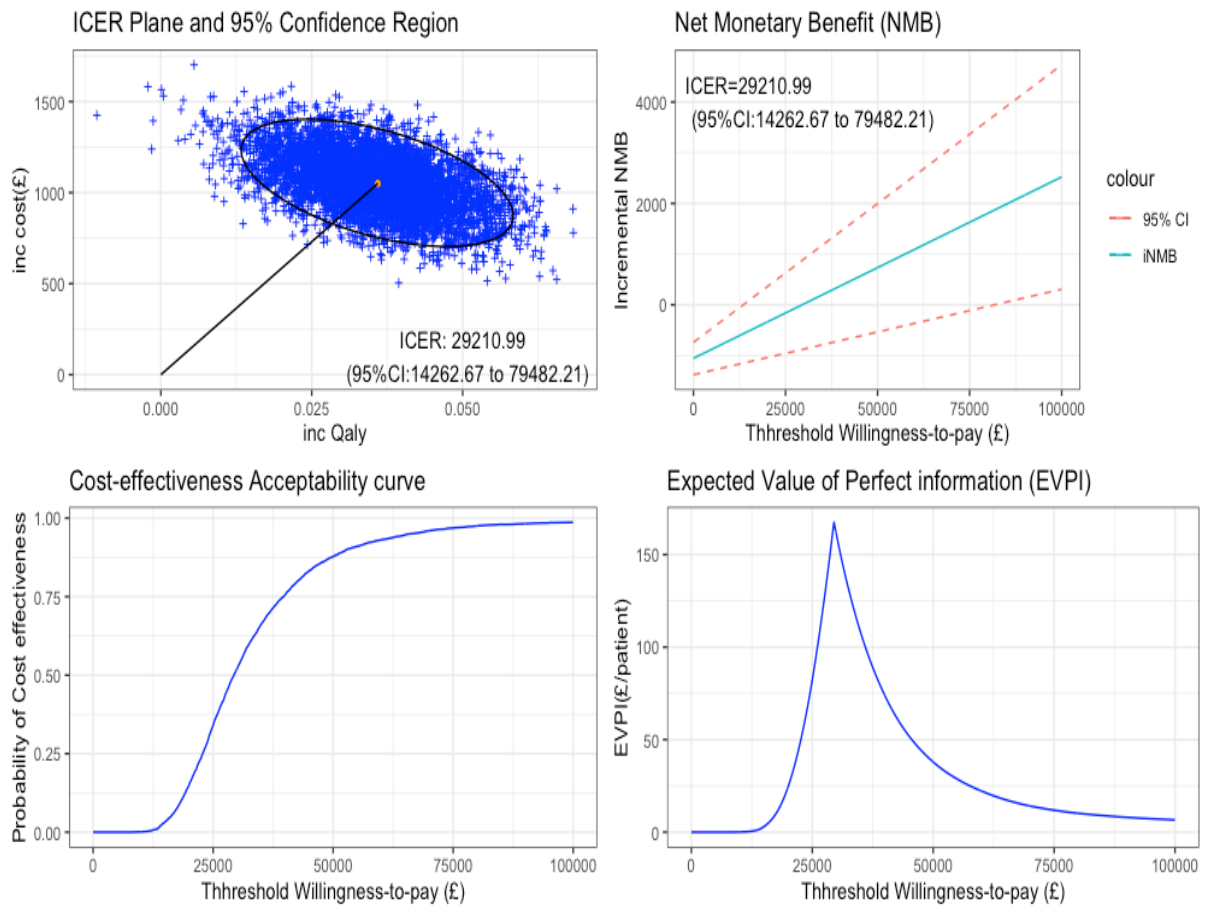 ICER Plane and 95% Confidence Region
1500
1000
500
0
inc cost(£)
ICER: 29210.99
(95%CI:14262.67 to 79482.21)
0.000
0.025
0.050
inc Qaly
Net Monetary Benefit (NMB)
ICER=29210.99
(95%CI:14262.67 to 79482.21)
4000
2000
0
Incremental NMB
0
25000
50000
75000
100000
Thhreshold Willingness-to-pay (£)
colour
95% CI
iNMB
Cost-effectiveness Acceptability curve
1.00
0.75
0.50
0.25
0.00
Probability of Cost effectiveness
0
25000
50000
75000
100000
Thhreshold Willingness-to-pay (£)
Expected Value of Perfect information (EVPI)
150
100
50
0
EVPI(£/patient)
0
25000
50000
75000
100000
Thhreshold Willingness-to-pay (£)